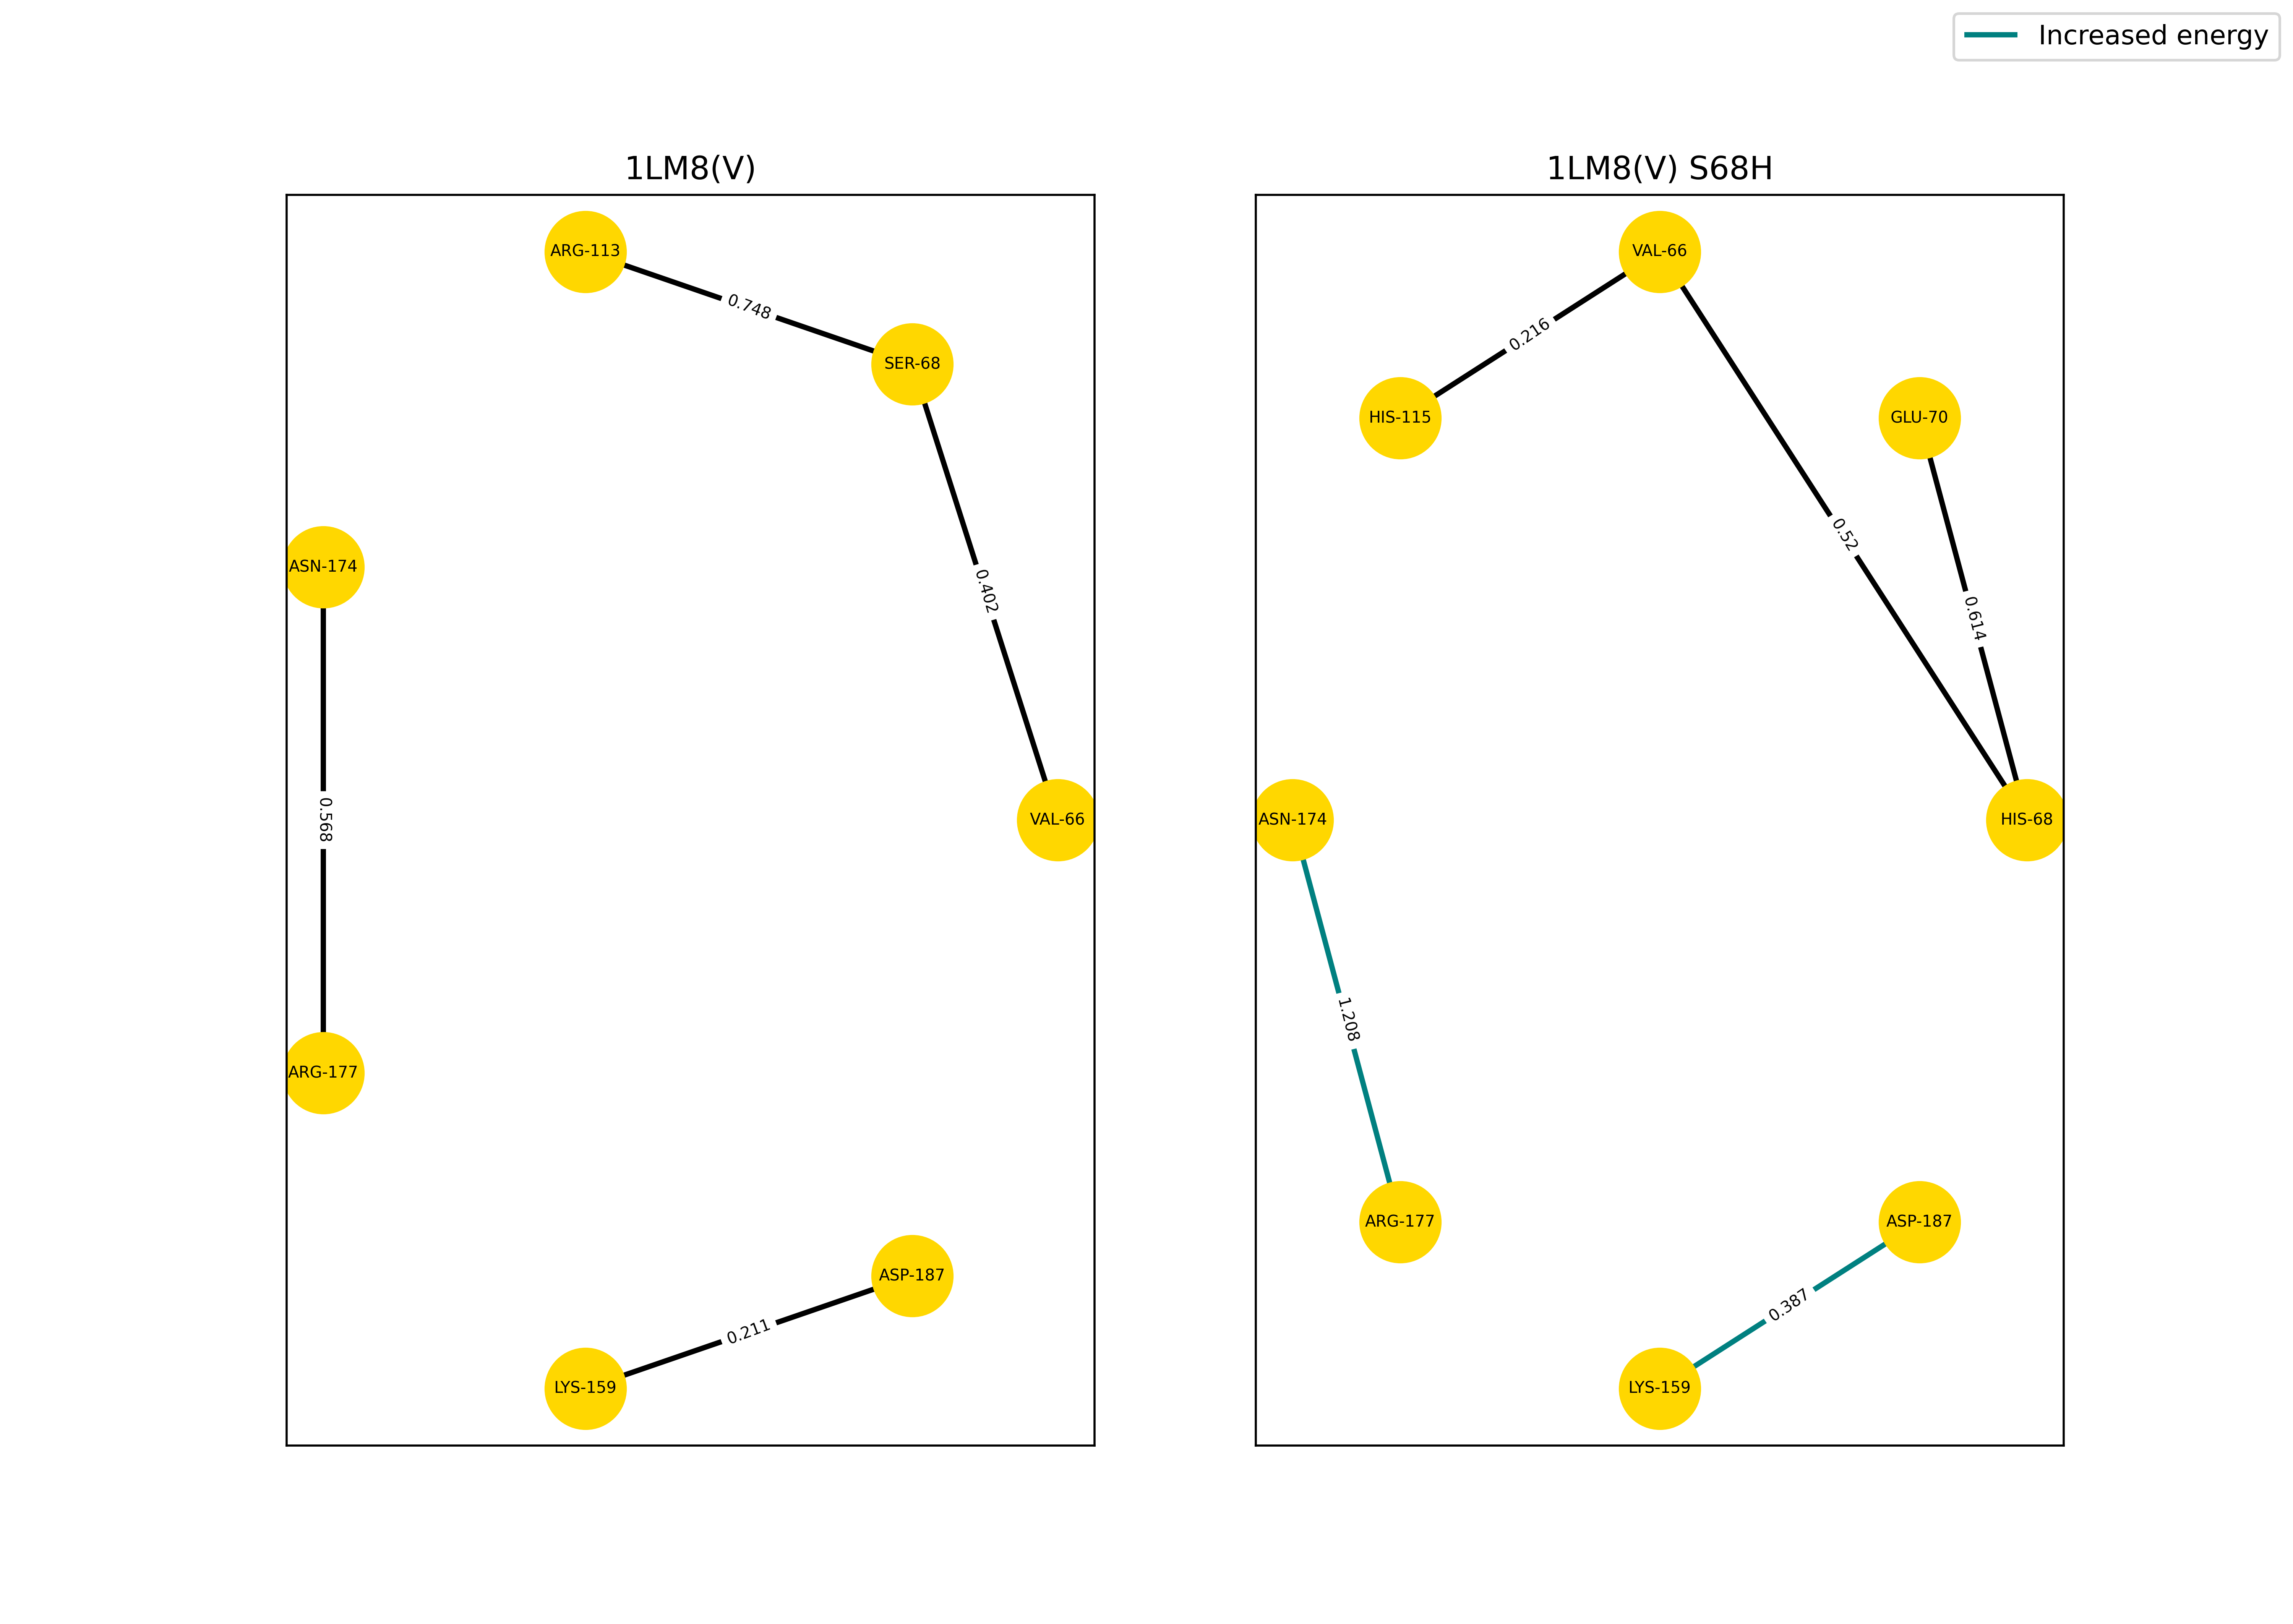 Increased energy
1LM8(V)
ARG-113
0.748
SER-68
0.402
ASN-174
0.568
VAL-66
ARG-177
ASP-187
0.211
LYS-159
1LM8(V) S68H
VAL-66
0.216
HIS-115
GLU-70
0.52
0.614
ASN-174
HIS-68
1.208
ARG-177
ASP-187
0.387
LYS-159